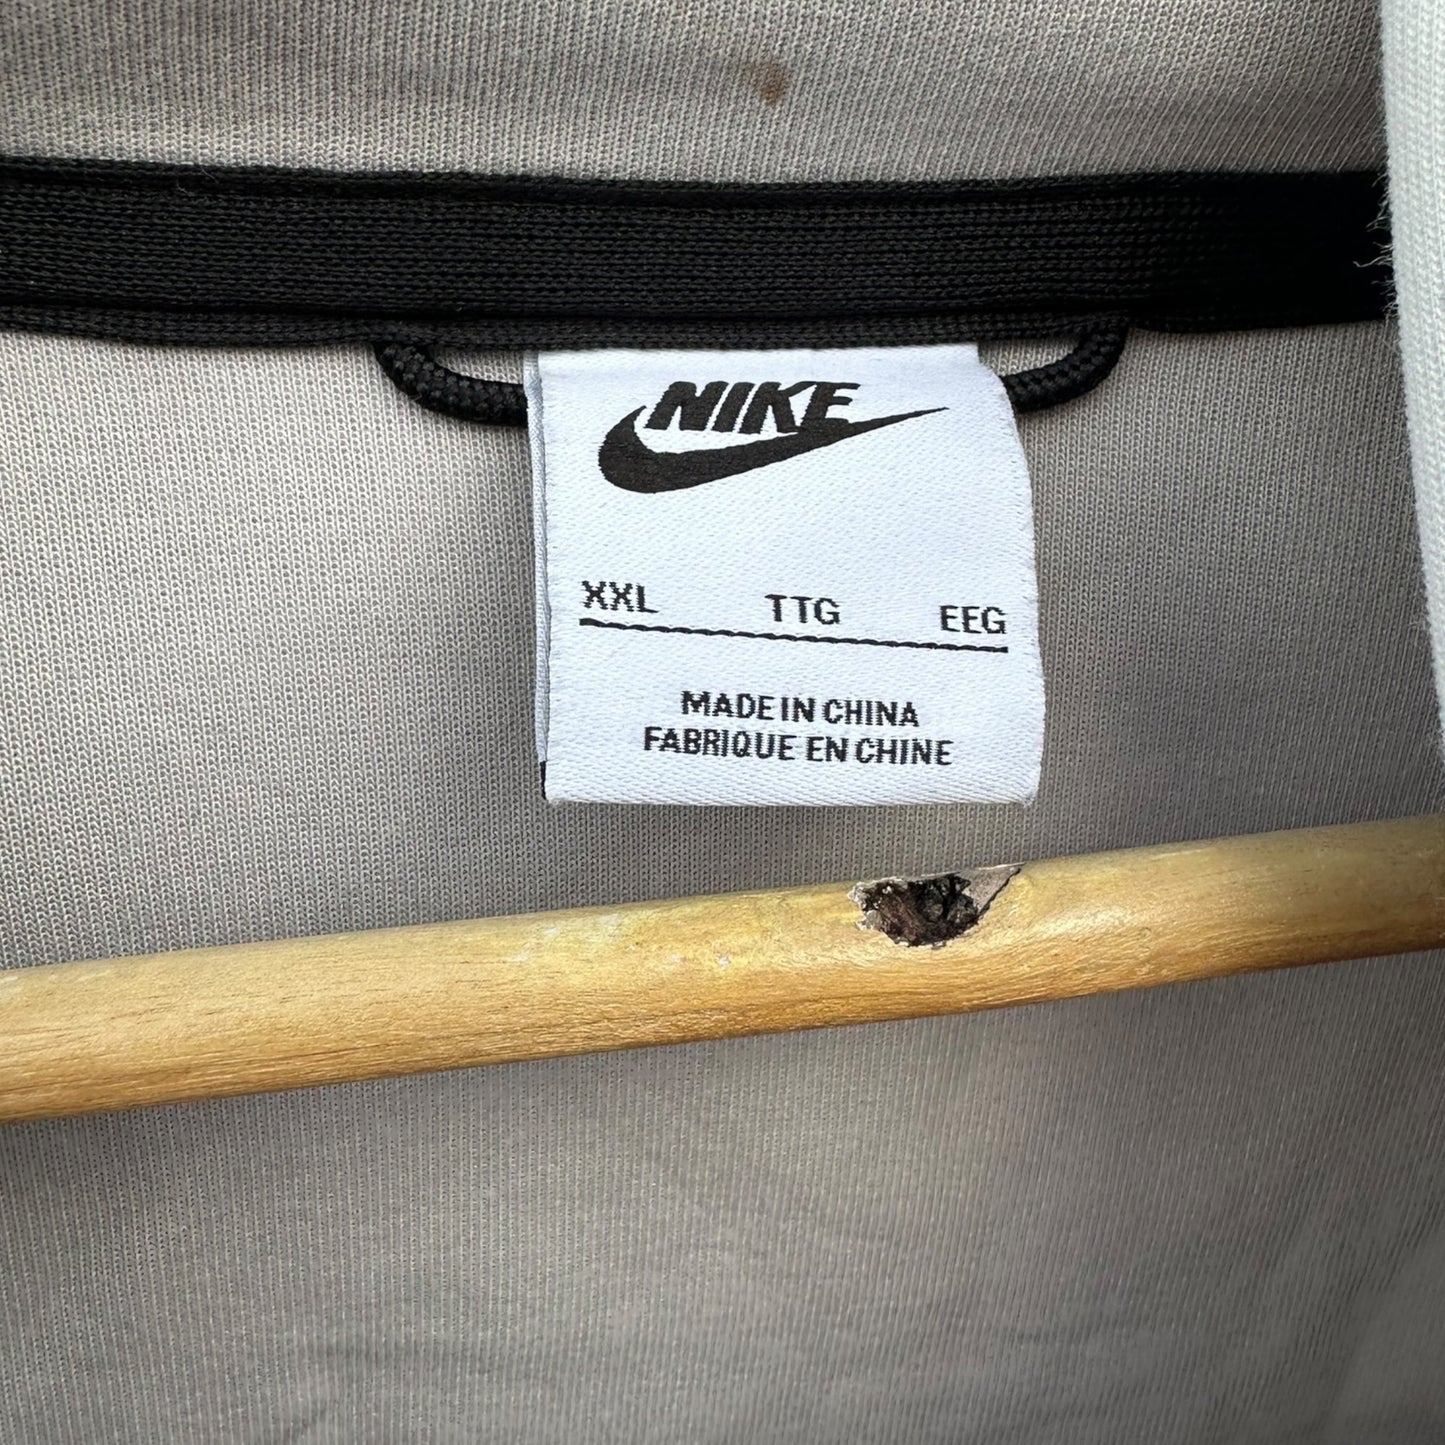 NIKE
XXL TTG EEG
MADE IN CHINA
FABRIQUE EN CHINE